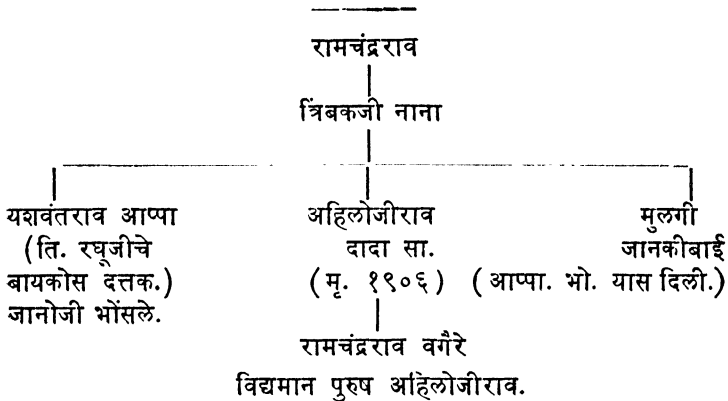 रामचंद्रराव
त्रिंबकजी नाना
यशवंतराव आप्पा अहिलोजीराव मुलगी
(ति. रघूजीचे दादा सा. जानकीबाई
बायकोस दत्तक.) (मृ. १९०६) (आप्पा. भो. यास दिली.)
जानोजी भोंसले.
रामचंद्रराव वगैरे
विद्यमान पुरुष अहिलोजीराव.